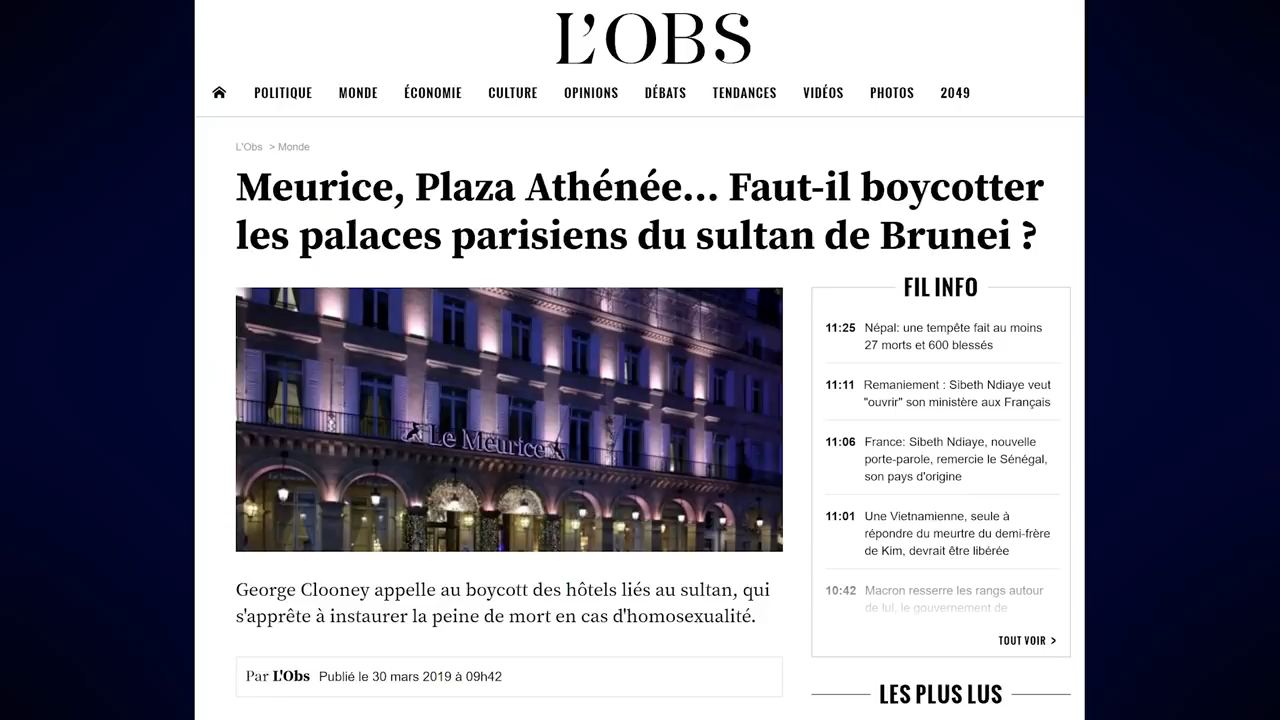 L'OBS
POLITIQUE MONDE ÉCONOMIE CULTURE OPINIONS DÉBATS TENDANCES VIDÉOS PHOTOS 2049
L'Obs > Monde
Meurice, Plaza Athénée... Faut-il boycotter
les palaces parisiens du sultan de Brunei ?
Le Meurice
George Clooney appelle au boycott des hôtels liés au sultan, qui
s'apprête à instaurer la peine de mort en cas d'homosexualité.
Par L'Obs Publié le 30 mars 2019 à 09h42
FIL INFO
11:25 Népal: une tempête fait au moins
27 morts et 600 blessés
11:11 Remaniement : Sibeth Ndiaye veut
"ouvrir" son ministère aux Français
11:06 France: Sibeth Ndiaye, nouvelle
porte-parole, remercie le Sénégal,
son pays d'origine
11:01 Une Vietnamienne, seule à
répondre du meurtre du demi-frère
de Kim, devrait être libérée
10:42 Macron resserre les rangs autour
de lui, le gouvernement de
TOUT VOIR >
LES PLUS LUS